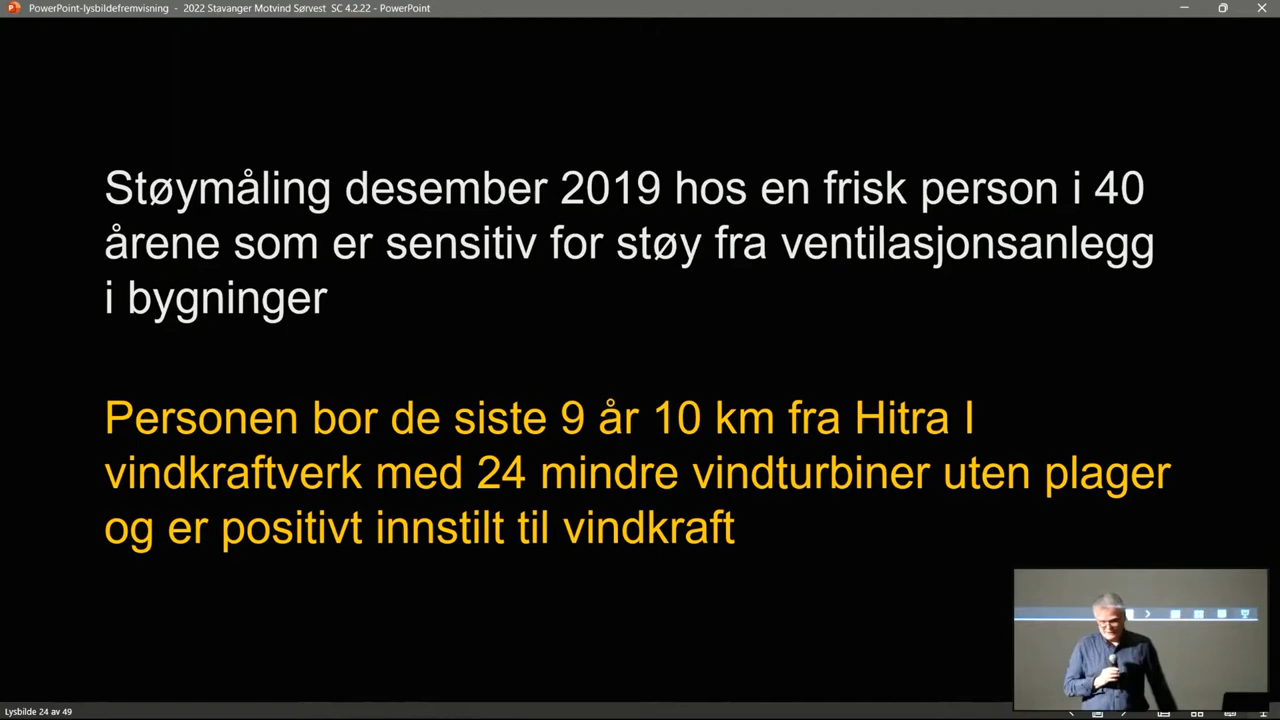 PowerPoint-lysbildefremvisning - 2022 Stavanger Motvind Sørvest SC 4.2.22 - PowerPoint
Støymåling desember 2019 hos en frisk person i 40
årene som er sensitiv for støy fra ventilasjonsanlegg
i bygninger
Personen bor de siste 9 år 10 km fra Hitra I
vindkraftverk med 24 mindre vindturbiner uten plager
og er positivt innstilt til vindkraft
Lysbilde 24 av 49